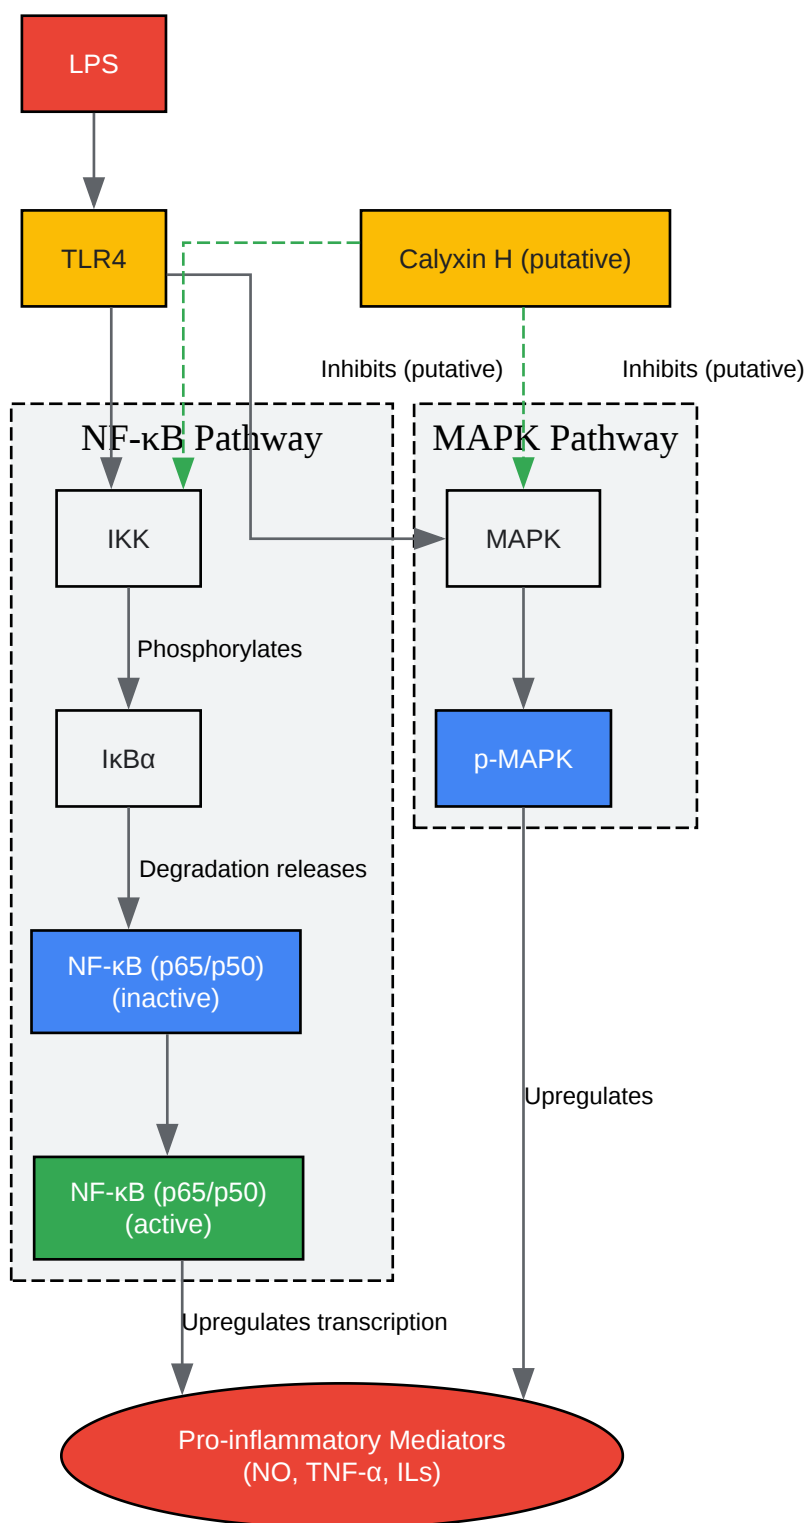 LPS
TLR4
Calyxin H (putative)
Inhibits (putative)
Inhibits (putative)
NF-κB Pathway
MAPK Pathway
IKK
MAPK
Phosphorylates
IκBα
p-MAPK
Degradation releases
NF-κB (p65/p50)
(inactive)
Upregulates
NF-κB (p65/p50)
(active)
Upregulates transcription
Pro-inflammatory Mediators
(NO, TNF-α, ILs)